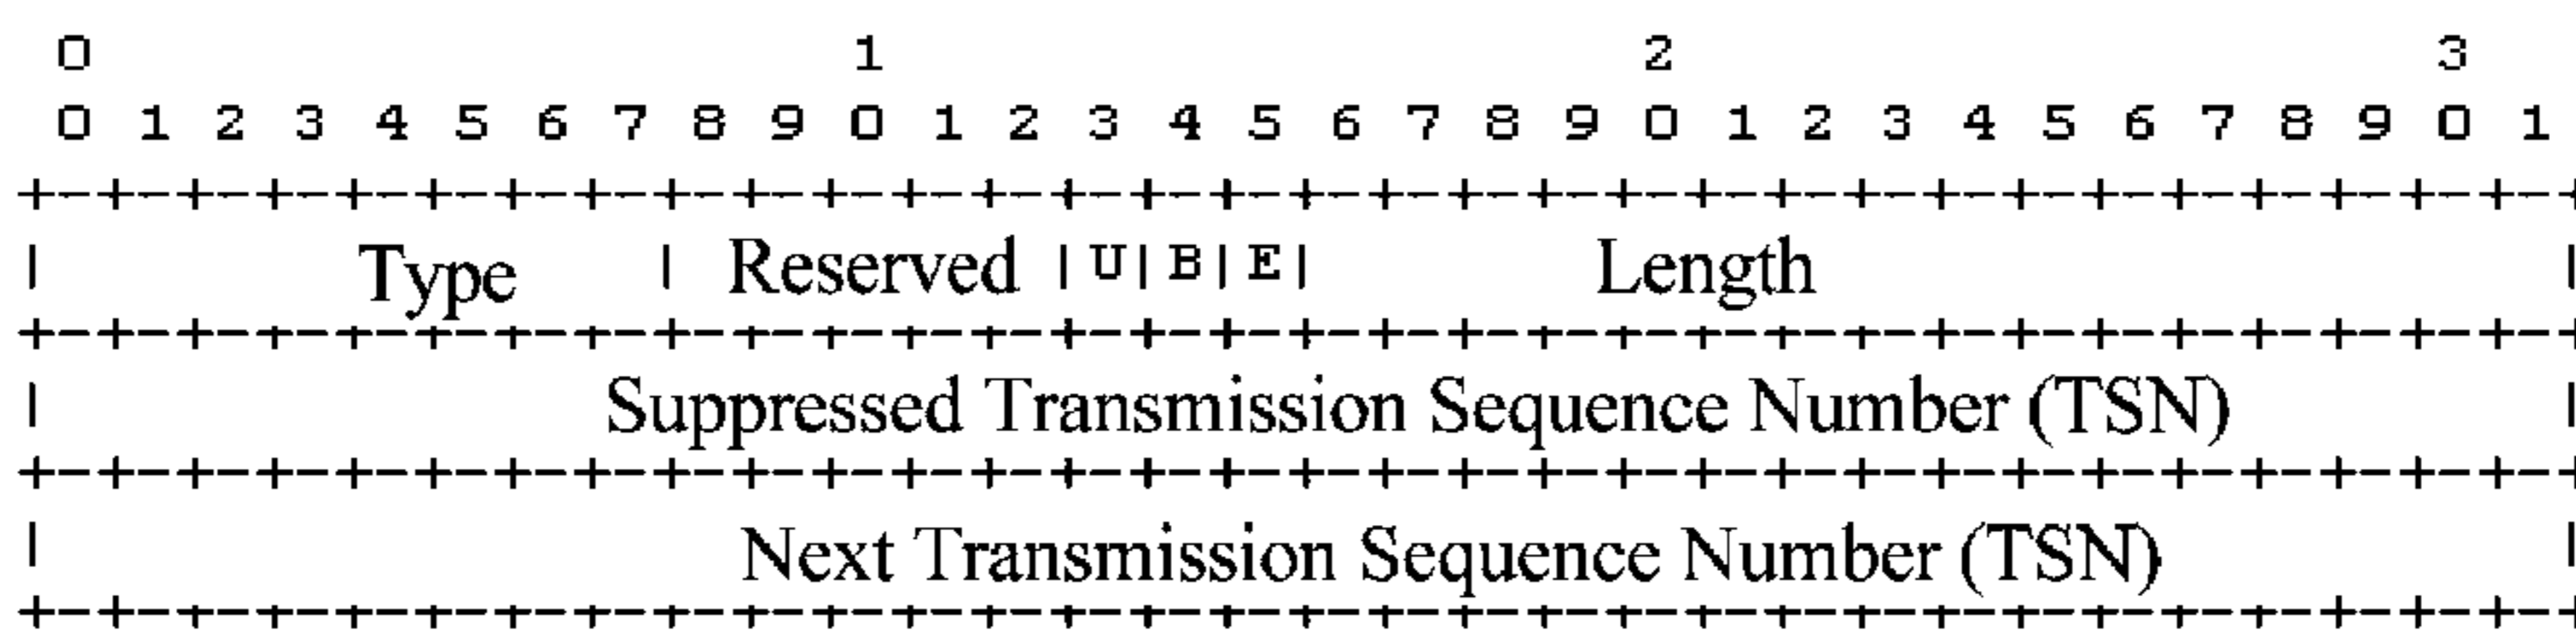 0 1 2 3
0 1 2 3 4 5 6 7 8 9 0 1 2 3 4 5 6 7 8 9 0 1 2 3 4 5 6 7 8 9 0 1
+-+-+-+-+-+-+-+-+-+-+-+-+-+-+-+-+-+-+-+-+-+-+-+-+-+-+-+-+-+-+-+-+
| Type | Reserved |U|B|E| Length |
+-+-+-+-+-+-+-+-+-+-+-+-+-+-+-+-+-+-+-+-+-+-+-+-+-+-+-+-+-+-+-+-+
| Suppressed Transmission Sequence Number (TSN) |
+-+-+-+-+-+-+-+-+-+-+-+-+-+-+-+-+-+-+-+-+-+-+-+-+-+-+-+-+-+-+-+-+
| Next Transmission Sequence Number (TSN) |
+-+-+-+-+-+-+-+-+-+-+-+-+-+-+-+-+-+-+-+-+-+-+-+-+-+-+-+-+-+-+-+-+